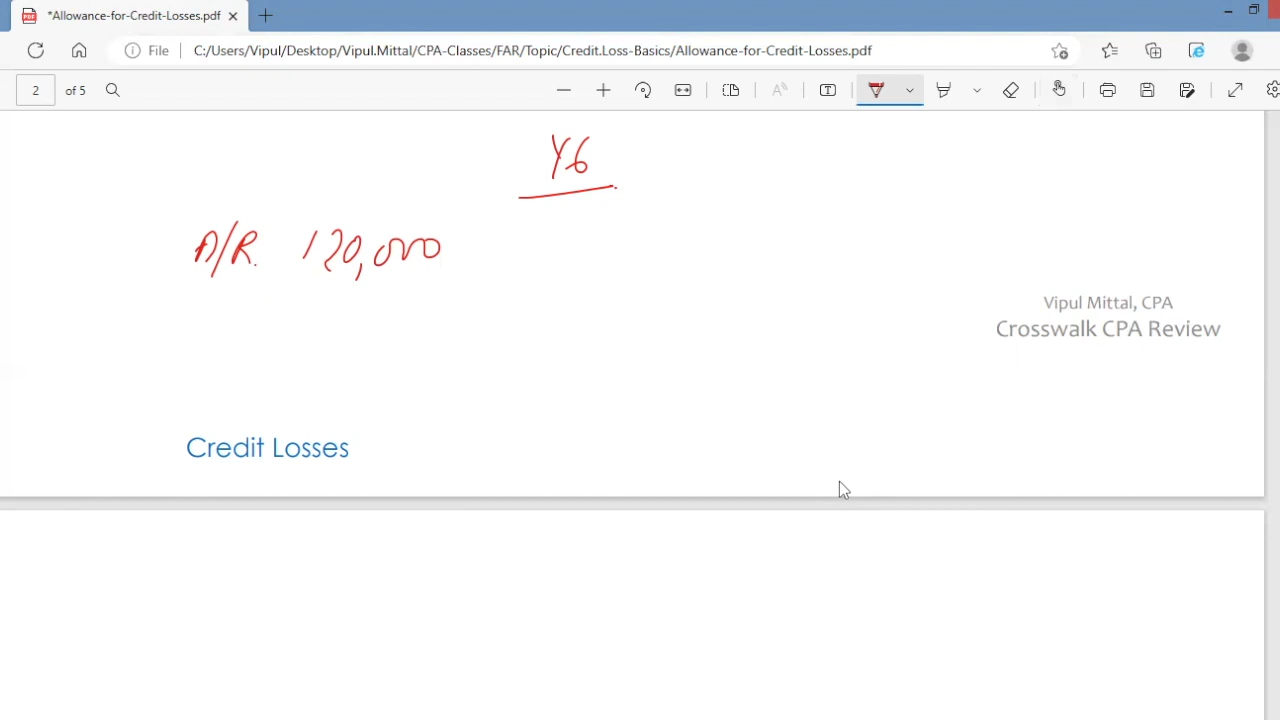 *Allowance-for-Credit-Losses.pdf
File C:/Users/Vipul/Desktop/Vipul.Mittal/CPA-Classes/FAR/Topic/Credit.Loss-Basics/Allowance-for-Credit-Losses.pdf
2 of 5
Y6
A/R. 120,000
Vipul Mittal, CPA
Crosswalk CPA Review
Credit Losses